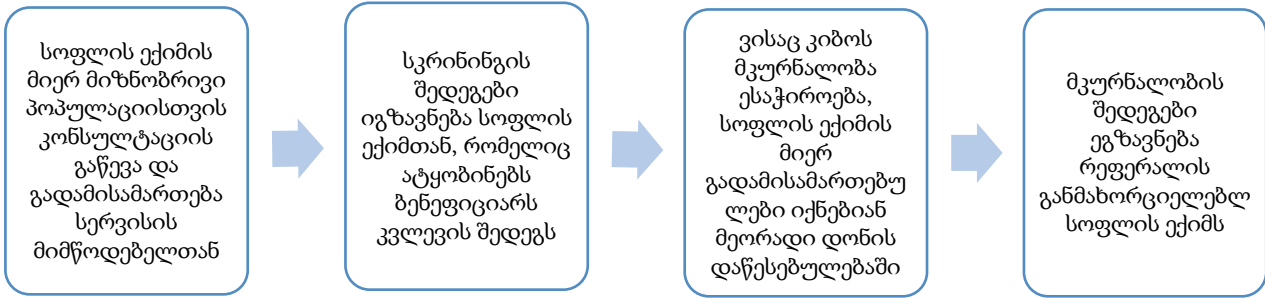 სოფლის ექიმის
მიერ მიზნობრივი
პოპულაციისთვის
კონსულტაციის
გაწევა და
გადამისამართება
სერვისის
მიმწოდებელთან
სკრინინგის
შედეგები
იგზავნება სოფლის
ექიმთან, რომელიც
ატყობინებს
ბენეფიციარს
კვლევის შედეგს
ვისაც კიბოს
მკურნალობა
ესაჭიროება,
სოფლის ექიმის
მიერ
გადამისამართებუ
ლები იქნებიან
მეორადი დონის
დაწესებულებაში
მკურნალობის
შედეგები
ეგზავნება
რეფერალის
განმახორციელებლ
სოფლის ექიმს